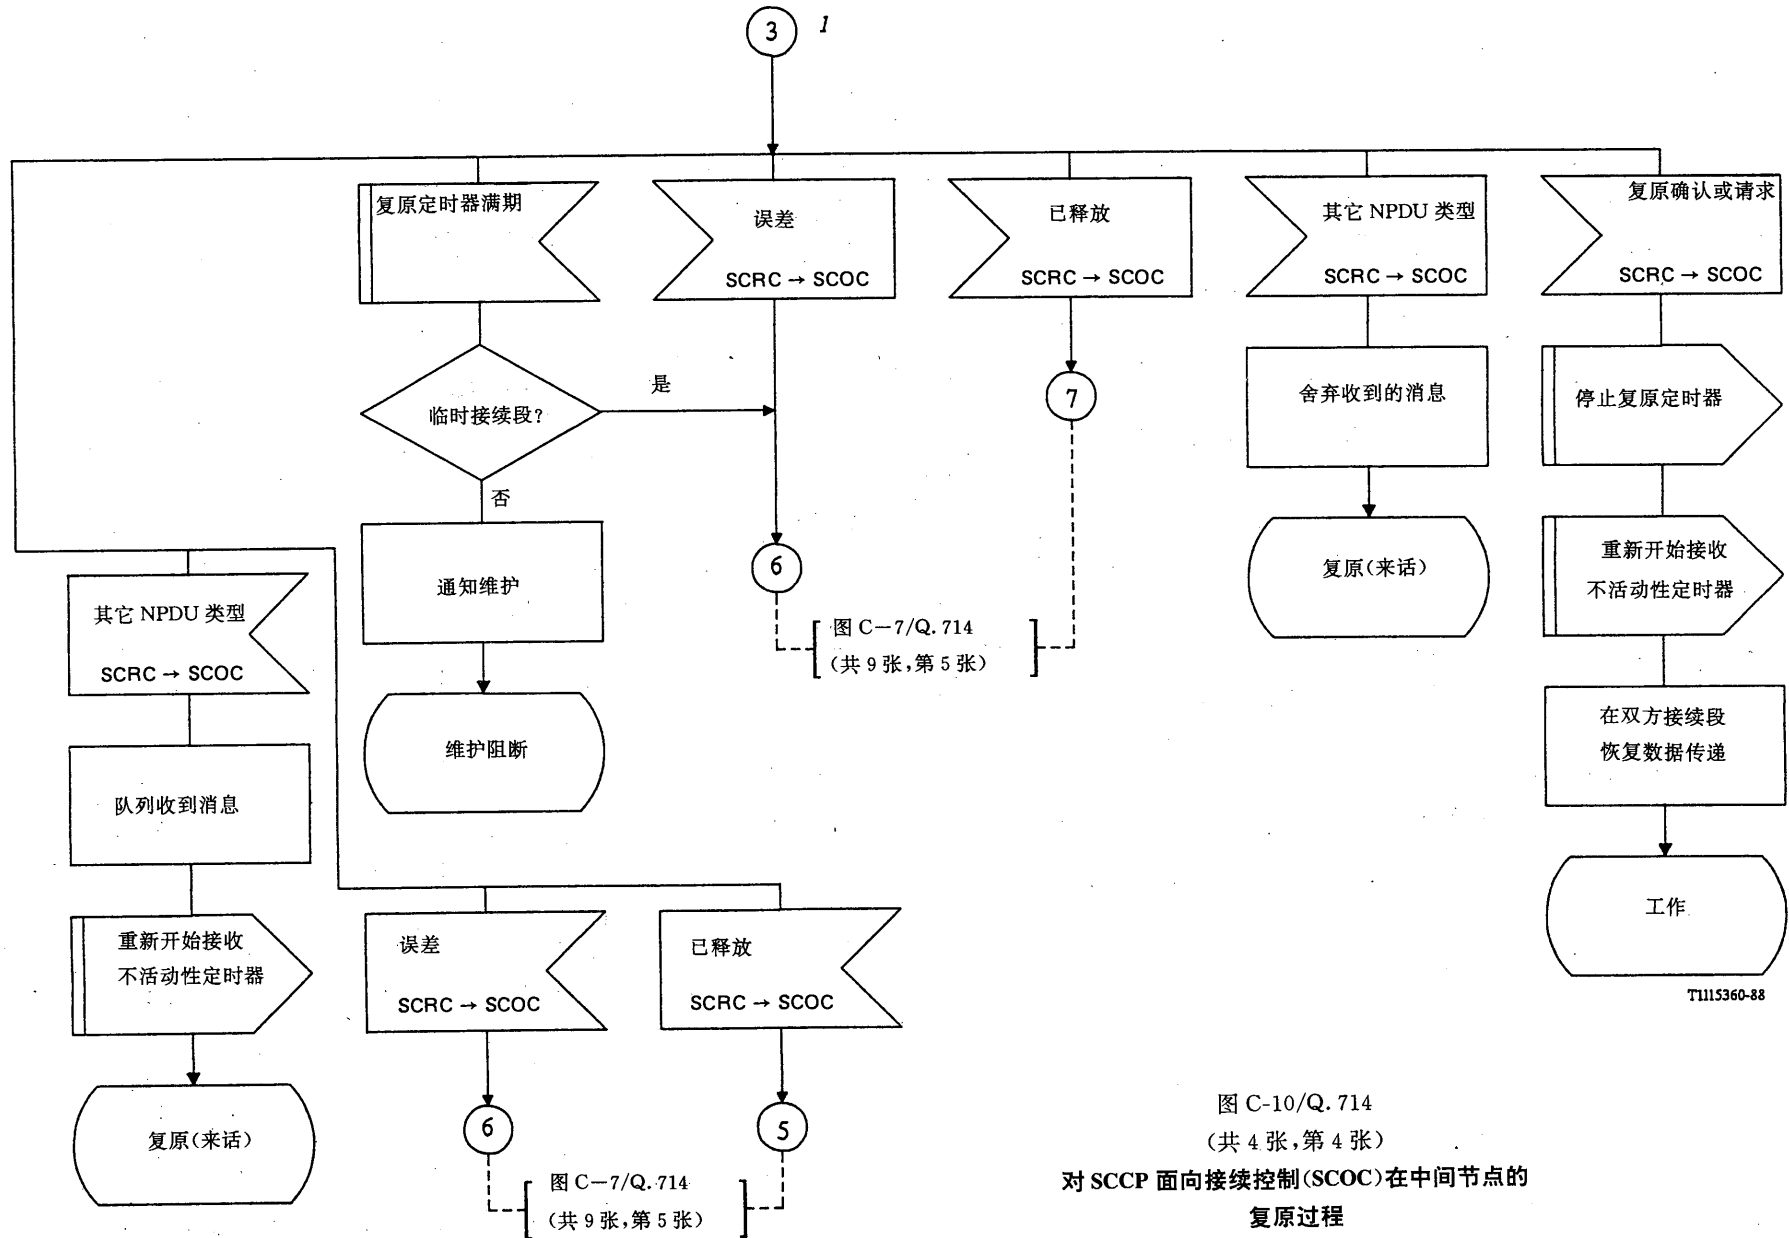 3
1
复原定时器满期
误差
SCRC → SCOC
已释放
SCRC → SCOC
其它 NPDU 类型
SCRC → SCOC
复原确认或请求
SCRC → SCOC
临时接续段?
是
否
7
舍弃收到的消息
停止复原定时器
通知维护
6
复原(来话)
重新开始接收
不活动性定时器
图 C-7/Q.714
(共 9 张,第 5 张)
其它 NPDU 类型
SCRC → SCOC
维护阻断
在双方接续段
恢复数据传递
队列收到消息
工作
重新开始接收
不活动性定时器
误差
SCRC → SCOC
已释放
SCRC → SCOC
T1115360-88
复原(来话)
6
5
图 C-7/Q.714
(共 9 张,第 5 张)
图 C-10/Q.714
(共 4 张,第 4 张)
对 SCCP 面向接续控制(SCOC)在中间节点的
复原过程